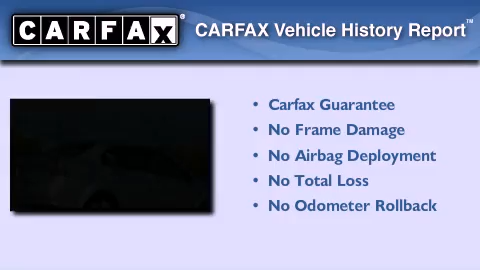 CARFAX® CARFAX Vehicle History Report™
• Carfax Guarantee
• No Frame Damage
• No Airbag Deployment
• No Total Loss
• No Odometer Rollback